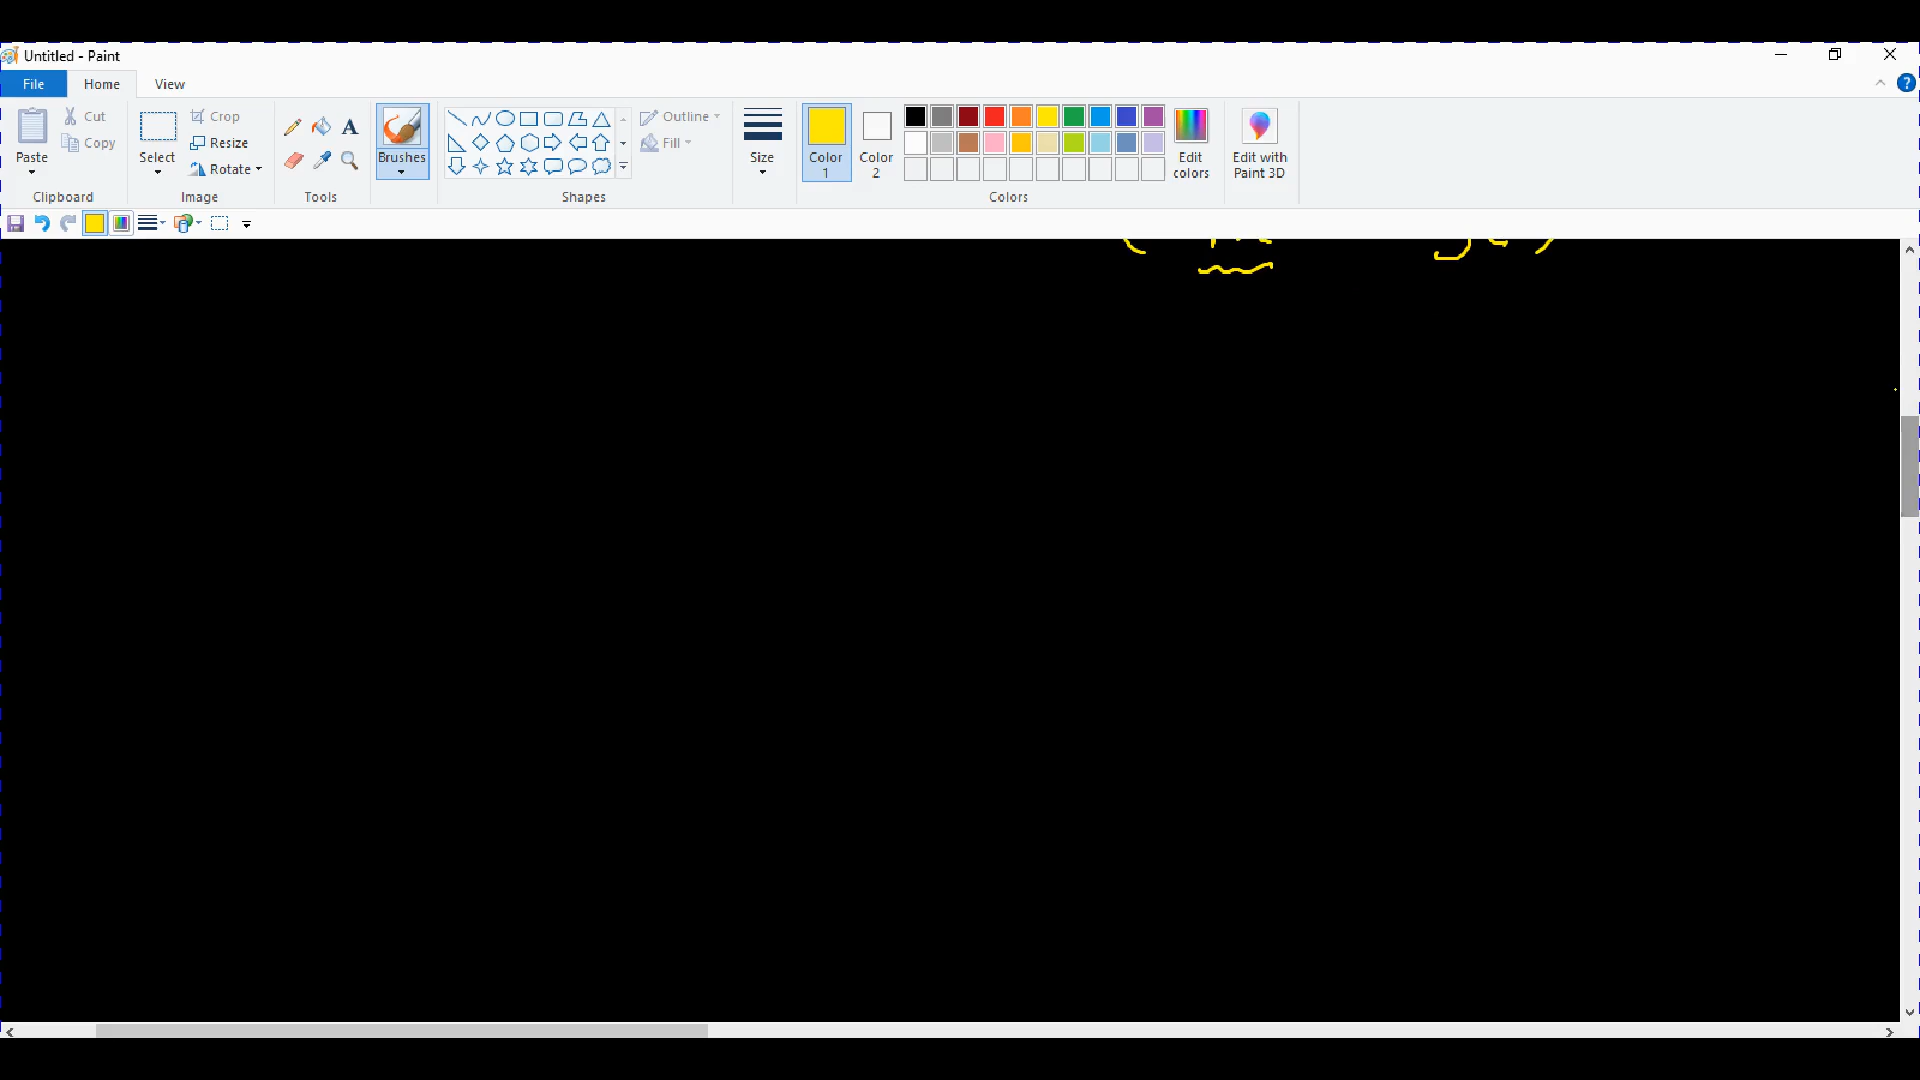 Untitled - Paint
File Home View
Paste Cut Copy Clipboard
Select Crop Resize Rotate Image
A Tools
Brushes
Shapes
Outline Fill
Size
Color 1 Color 2 Colors
Edit colors
Edit with Paint 3D